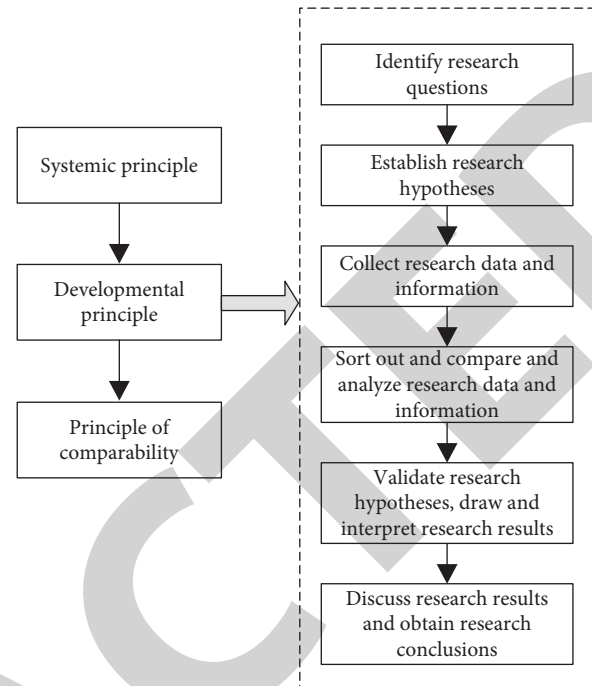 Systemic principle
Developmental
principle
Principle of
comparability
Identify research
questions
Establish research
hypotheses
Collect research data and
information
Sort out and compare and
analyze research data and
information
Validate research
hypotheses, draw and
interpret research results
Discuss research results
and obtain research
conclusions